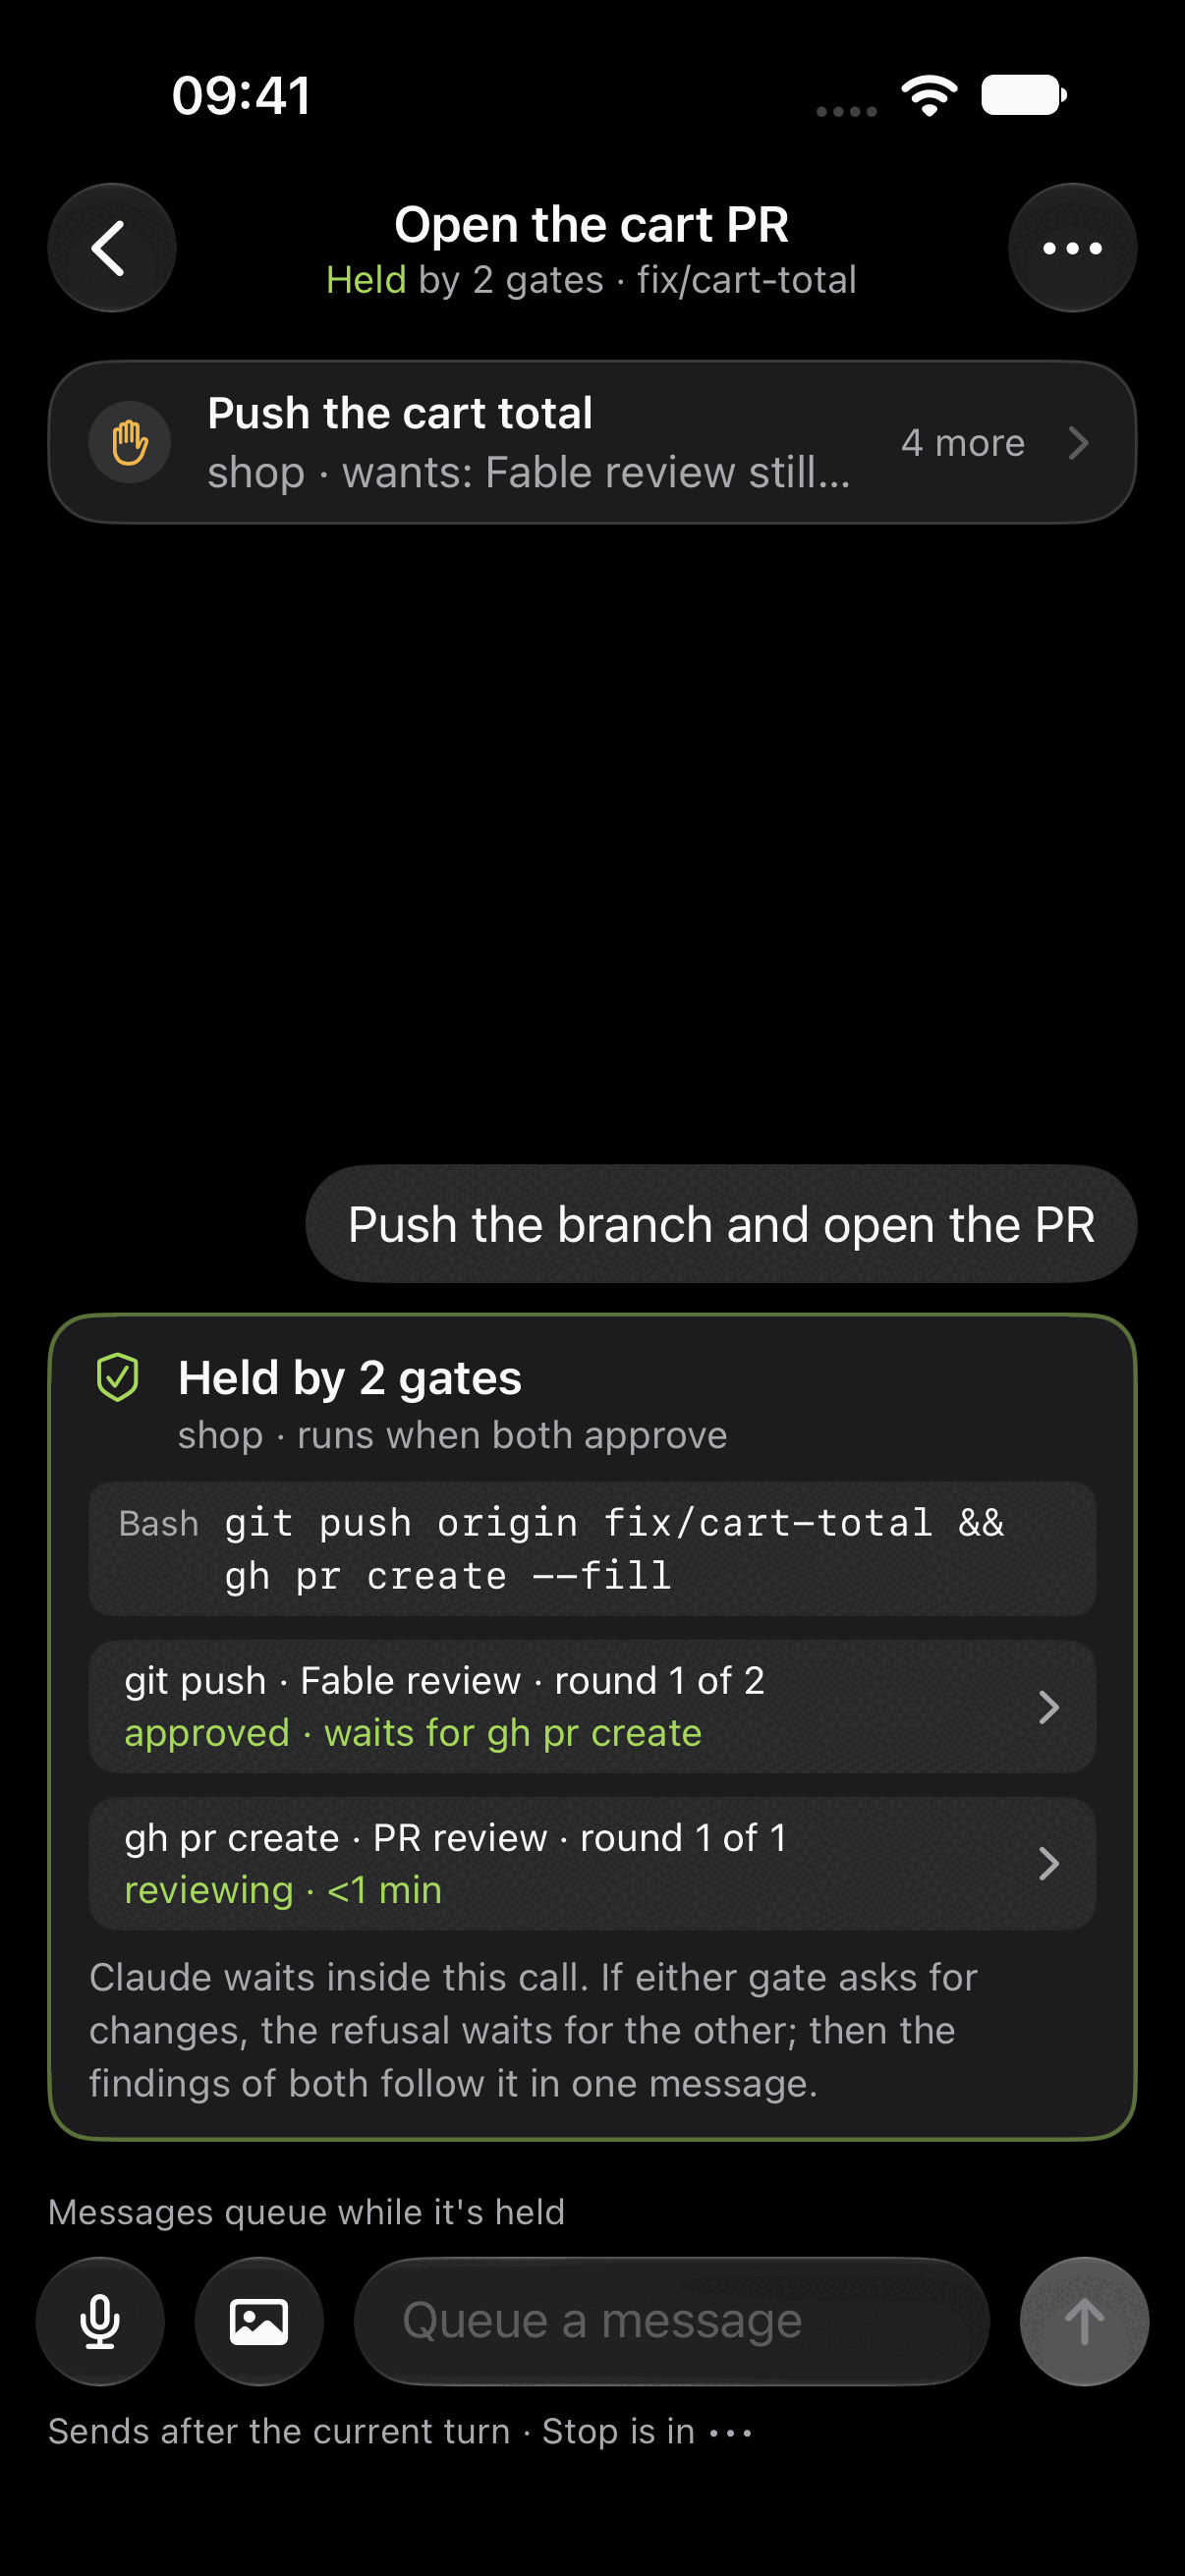 09:41
Open the cart PR
Held by 2 gates · fix/cart-total
Push the cart total
shop · wants: Fable review still...
4 more
Push the branch and open the PR
Held by 2 gates
shop · runs when both approve
Bash git push origin fix/cart-total &&
gh pr create --fill
git push · Fable review · round 1 of 2
approved · waits for gh pr create
gh pr create · PR review · round 1 of 1
reviewing · <1 min
Claude waits inside this call. If either gate asks for
changes, the refusal waits for the other; then the
findings of both follow it in one message.
Messages queue while it's held
Queue a message
Sends after the current turn · Stop is in •••